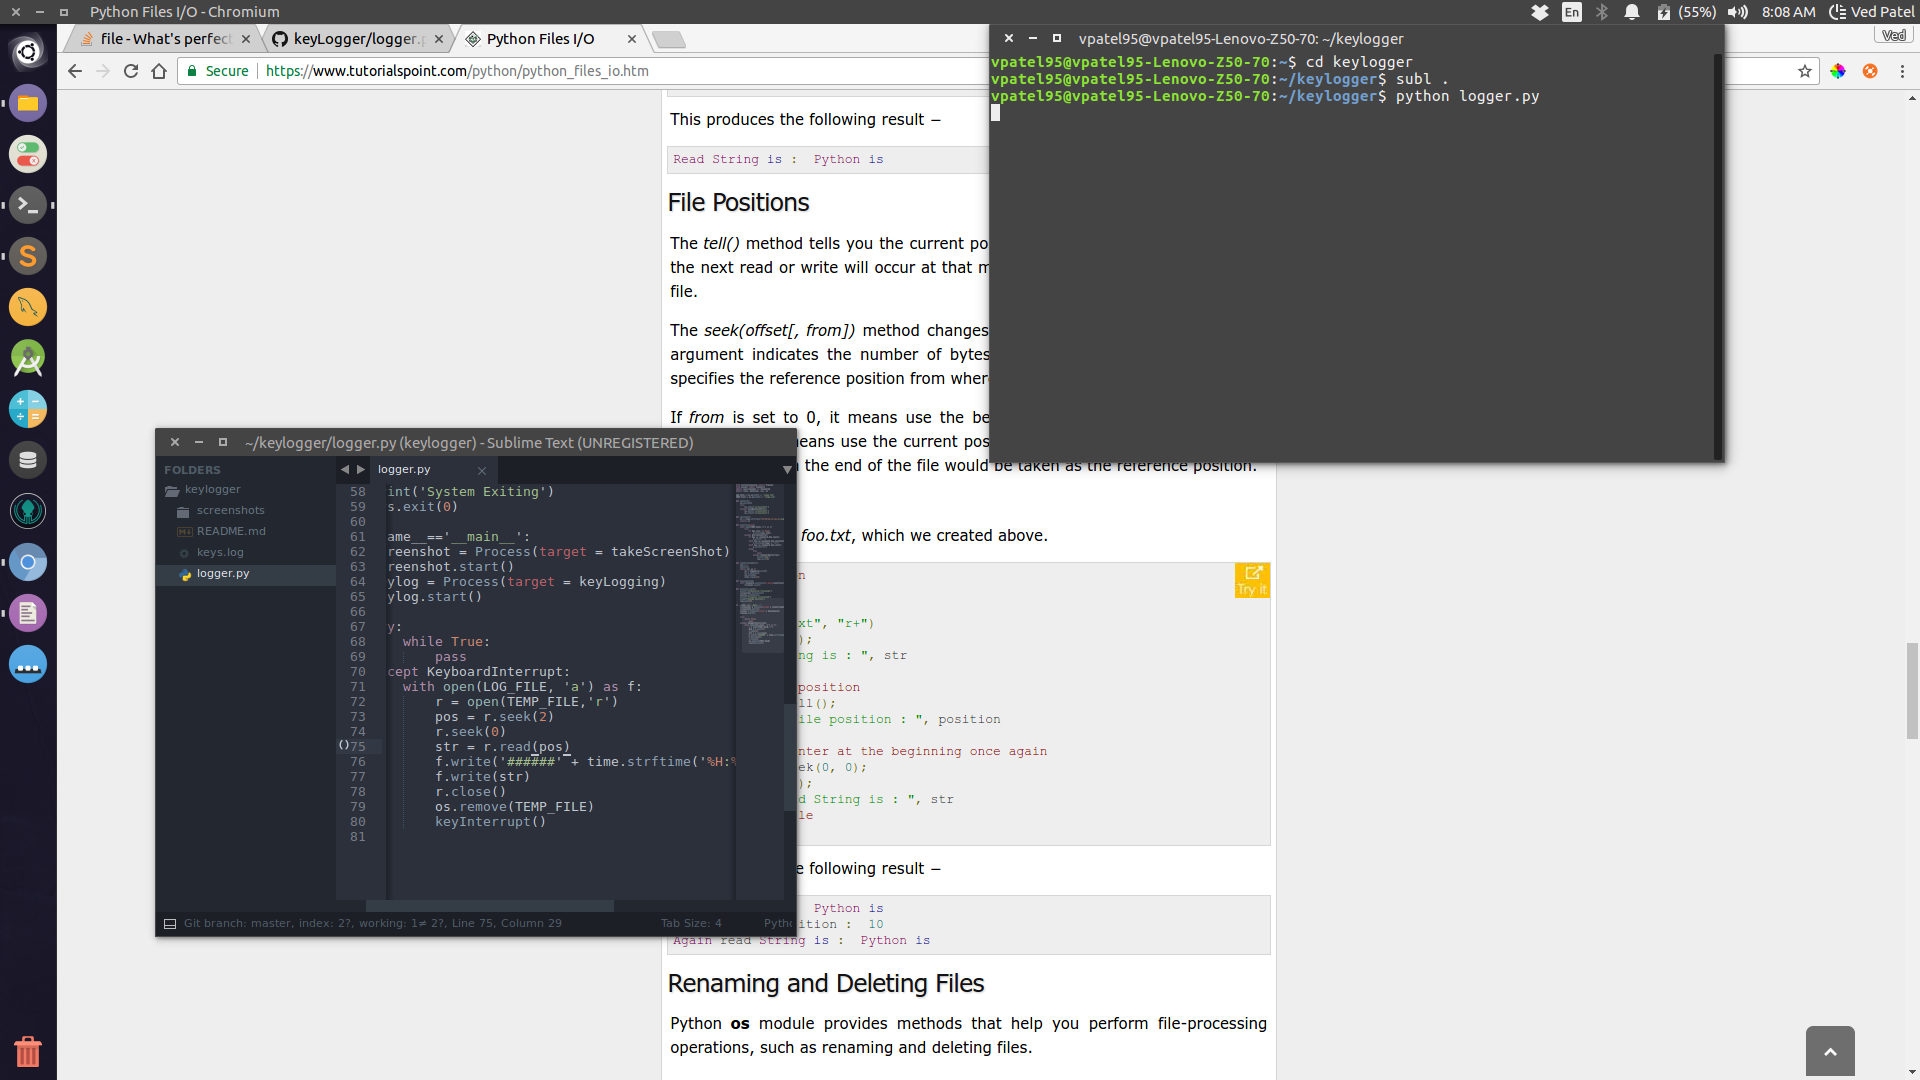 Python Files I/O - Chromium
En
(55%)
8:08 AM
Ved Patel
file - What's perfec
keyLogger/logger.p
Python Files I/O
Ved
Secure
https://www.tutorialspoint.com/python/python_files_io.htm
vpatel95@vpatel95-Lenovo-Z50-70: ~/keylogger
vpatel95@vpatel95-Lenovo-Z50-70:~$ cd keylogger
vpatel95@vpatel95-Lenovo-Z50-70:~/keylogger$ subl .
vpatel95@vpatel95-Lenovo-Z50-70:~/keylogger$ python logger.py
This produces the following result −
Read String is :  Python is
File Positions
The tell() method tells you the current po
the next read or write will occur at that m
file.
The seek(offset[, from]) method changes
argument indicates the number of bytes
specifies the reference position from where
If from is set to 0, it means use the be
eans use the current pos
the end of the file would be taken as the reference position.
foo.txt, which we created above.
n
Try it
xt", "r+")
);
ng is : ", str
position
ll();
ile position : ", position
nter at the beginning once again
ek(0, 0);
);
d String is : ", str
le
e following result −
Python is
ition :  10
Again read String is :  Python is
Renaming and Deleting Files
Python os module provides methods that help you perform file-processing
operations, such as renaming and deleting files.
~/keylogger/logger.py (keylogger) - Sublime Text (UNREGISTERED)
FOLDERS
keylogger
screenshots
README.md
keys.log
logger.py
logger.py
58 int('System Exiting')
59 s.exit(0)
60
61 ame__=='__main__':
62 reenshot = Process(target = takeScreenShot)
63 reenshot.start()
64 ylog = Process(target = keyLogging)
65 ylog.start()
66
67 y:
68 while True:
69 pass
70 cept KeyboardInterrupt:
71 with open(LOG_FILE, 'a') as f:
72 r = open(TEMP_FILE,'r')
73 pos = r.seek(2)
74 r.seek(0)
75 str = r.read(pos)
76 f.write('######' + time.strftime('%H:%
77 f.write(str)
78 r.close()
79 os.remove(TEMP_FILE)
80 keyInterrupt()
81
Git branch: master, index: 2?, working: 1≠ 2?, Line 75, Column 29
Tab Size: 4
Pytho